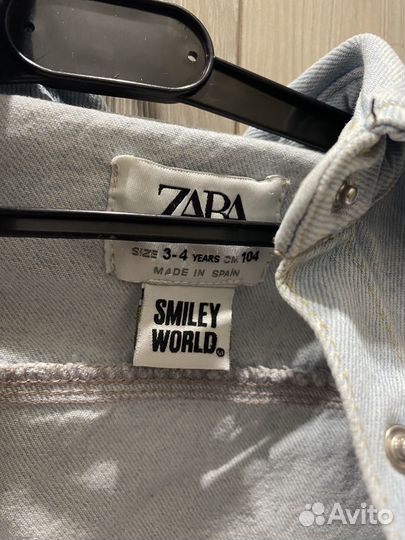 ZARA
SIZE 3-4 YEARS CM 104
MADE IN SPAIN
SMILEY
WORLD
Avito